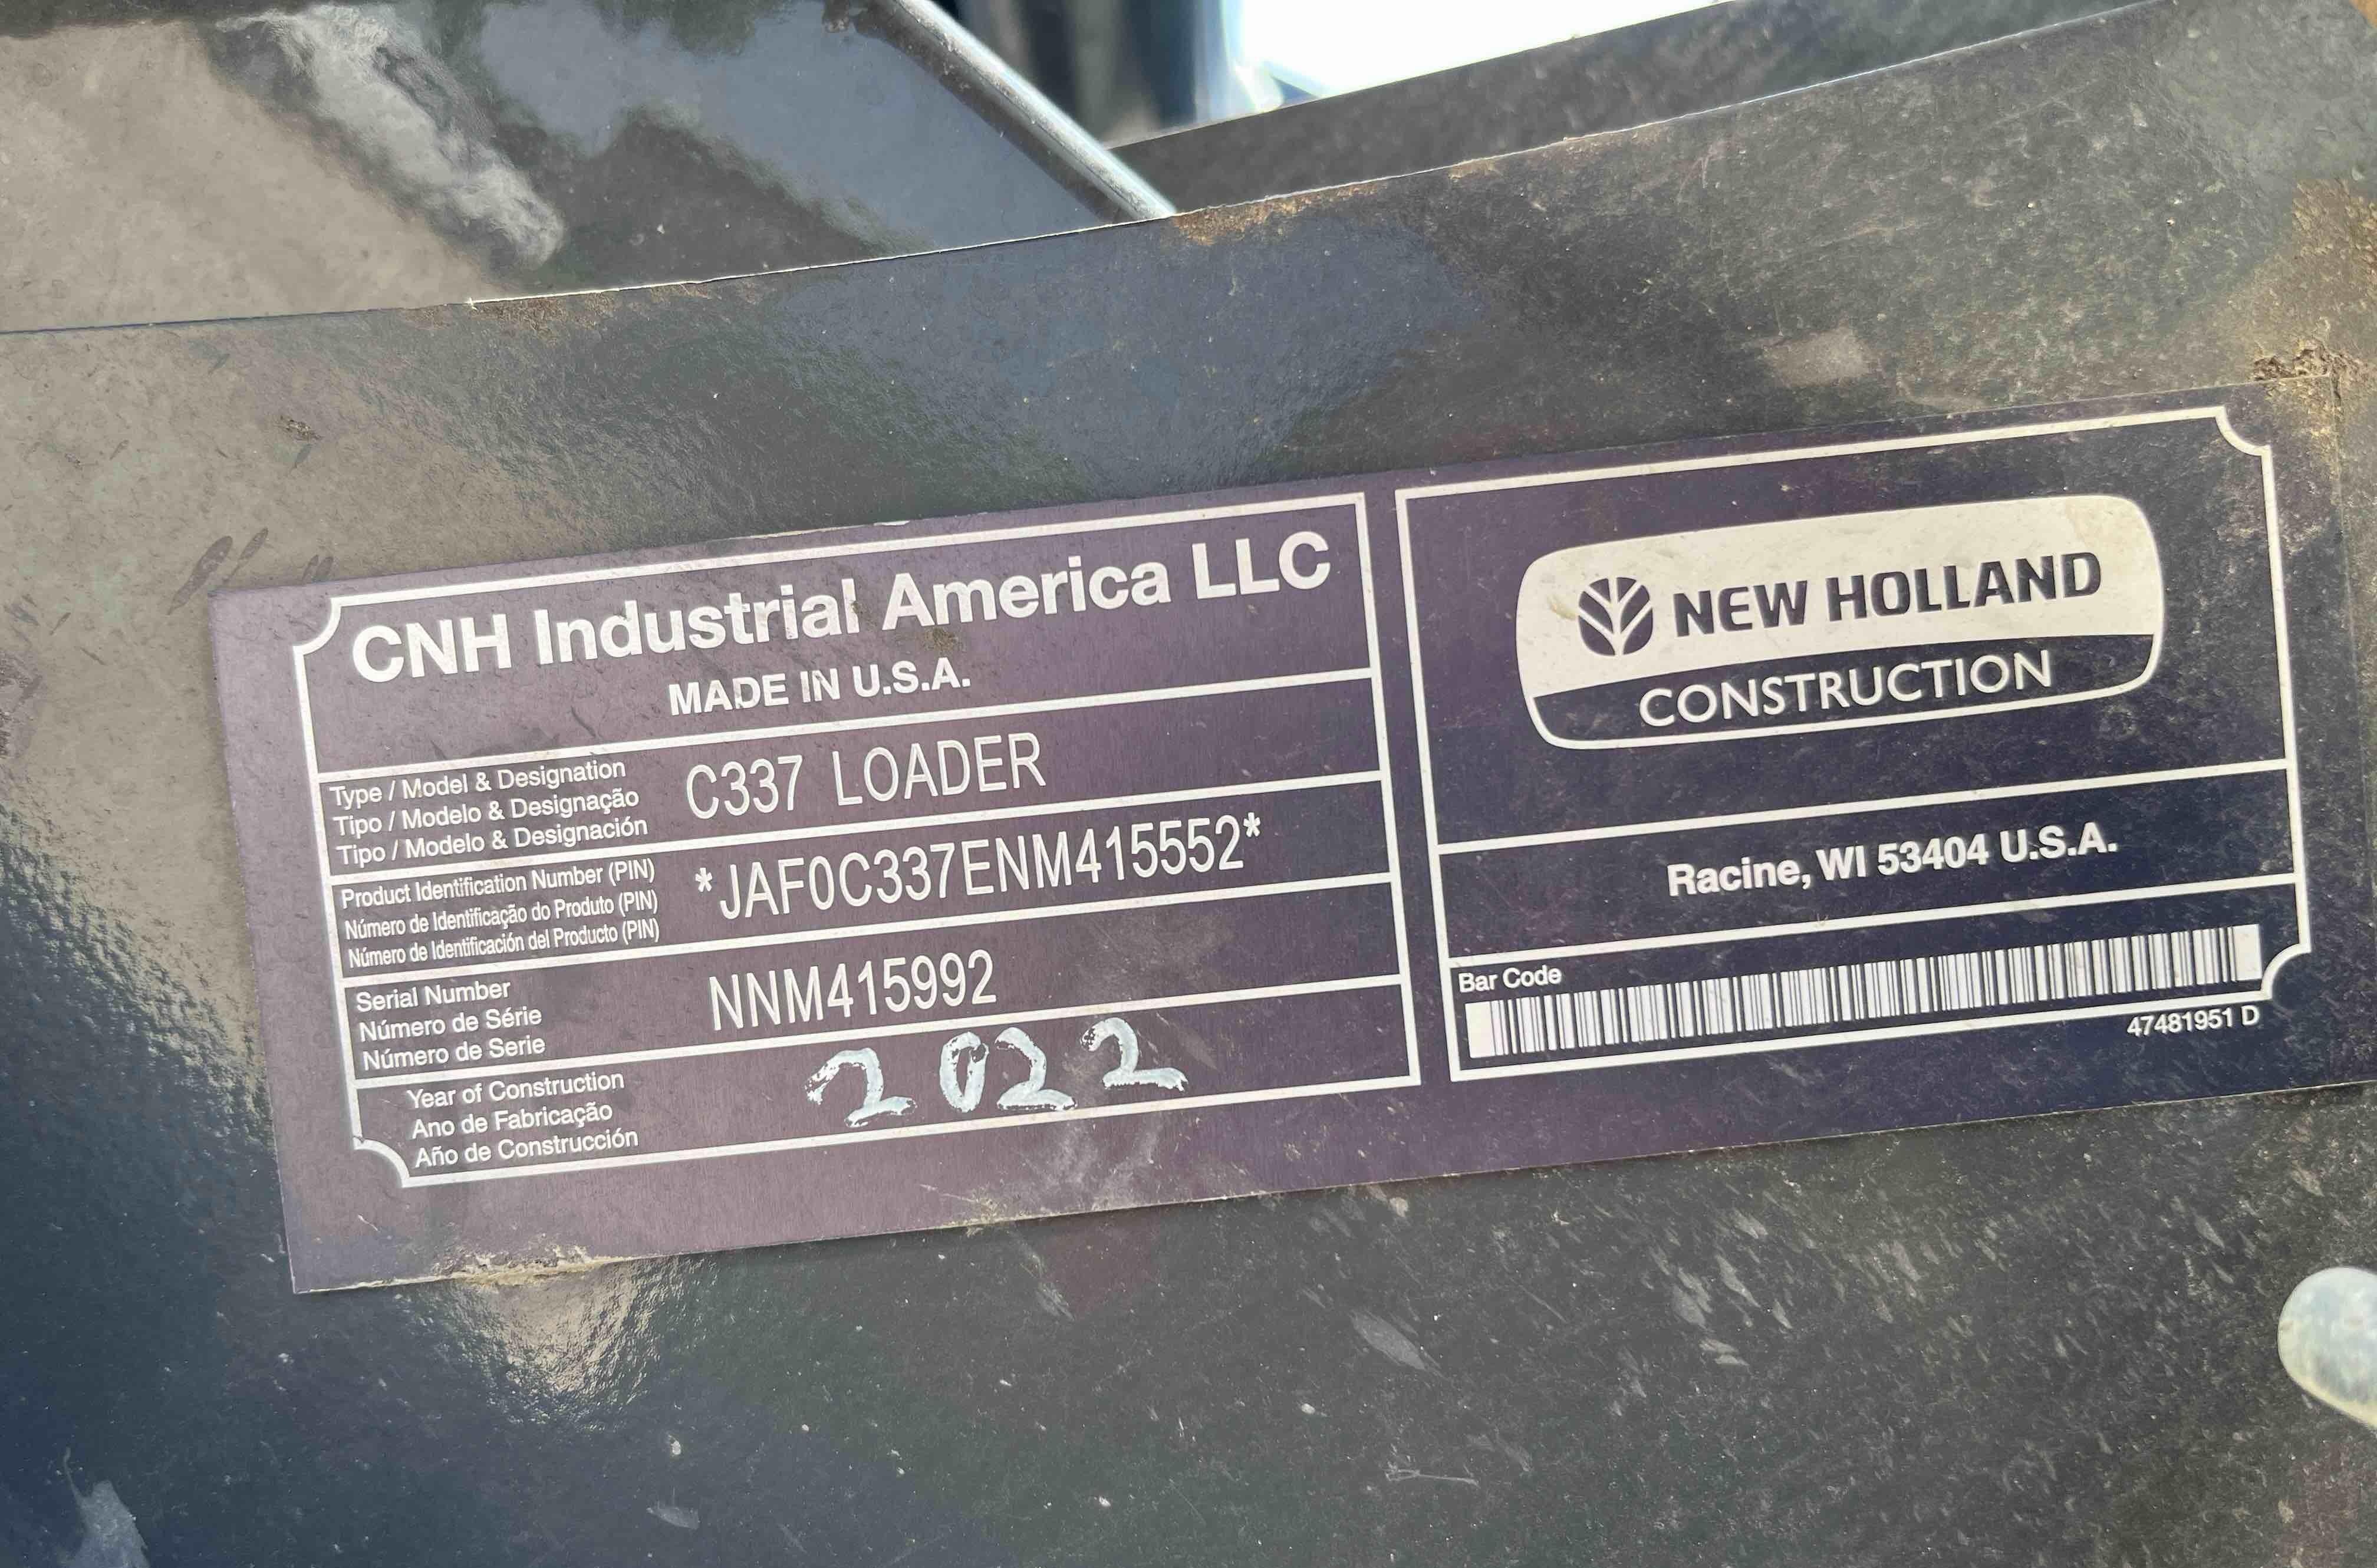 CNH Industrial America LLC
MADE IN U.S.A.
Type / Model & Designation
Tipo / Modelo & Designação
Tipo / Modelo & Designación
C337 LOADER
Product Identification Number (PIN)
Número de Identificação do Produto (PIN)
Número de Identificación del Producto (PIN)
*JAF0C337ENM415552*
Serial Number
Número de Série
Número de Serie
NNM415992
Year of Construction
Ano de Fabricação
Año de Construcción
2022
NEW HOLLAND
CONSTRUCTION
Racine, WI 53404 U.S.A.
Bar Code
47481951 D